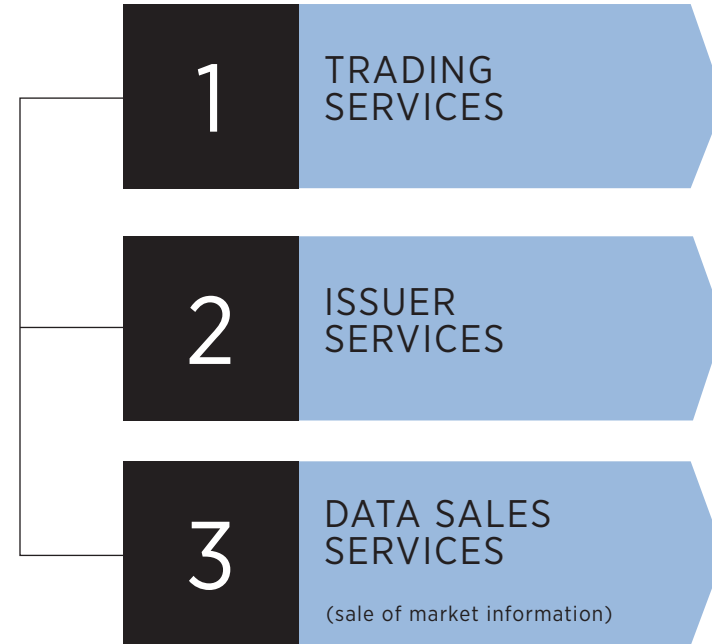 1
TRADING
SERVICES
2
ISSUER
SERVICES
3
DATA SALES
SERVICES
(sale of market information)